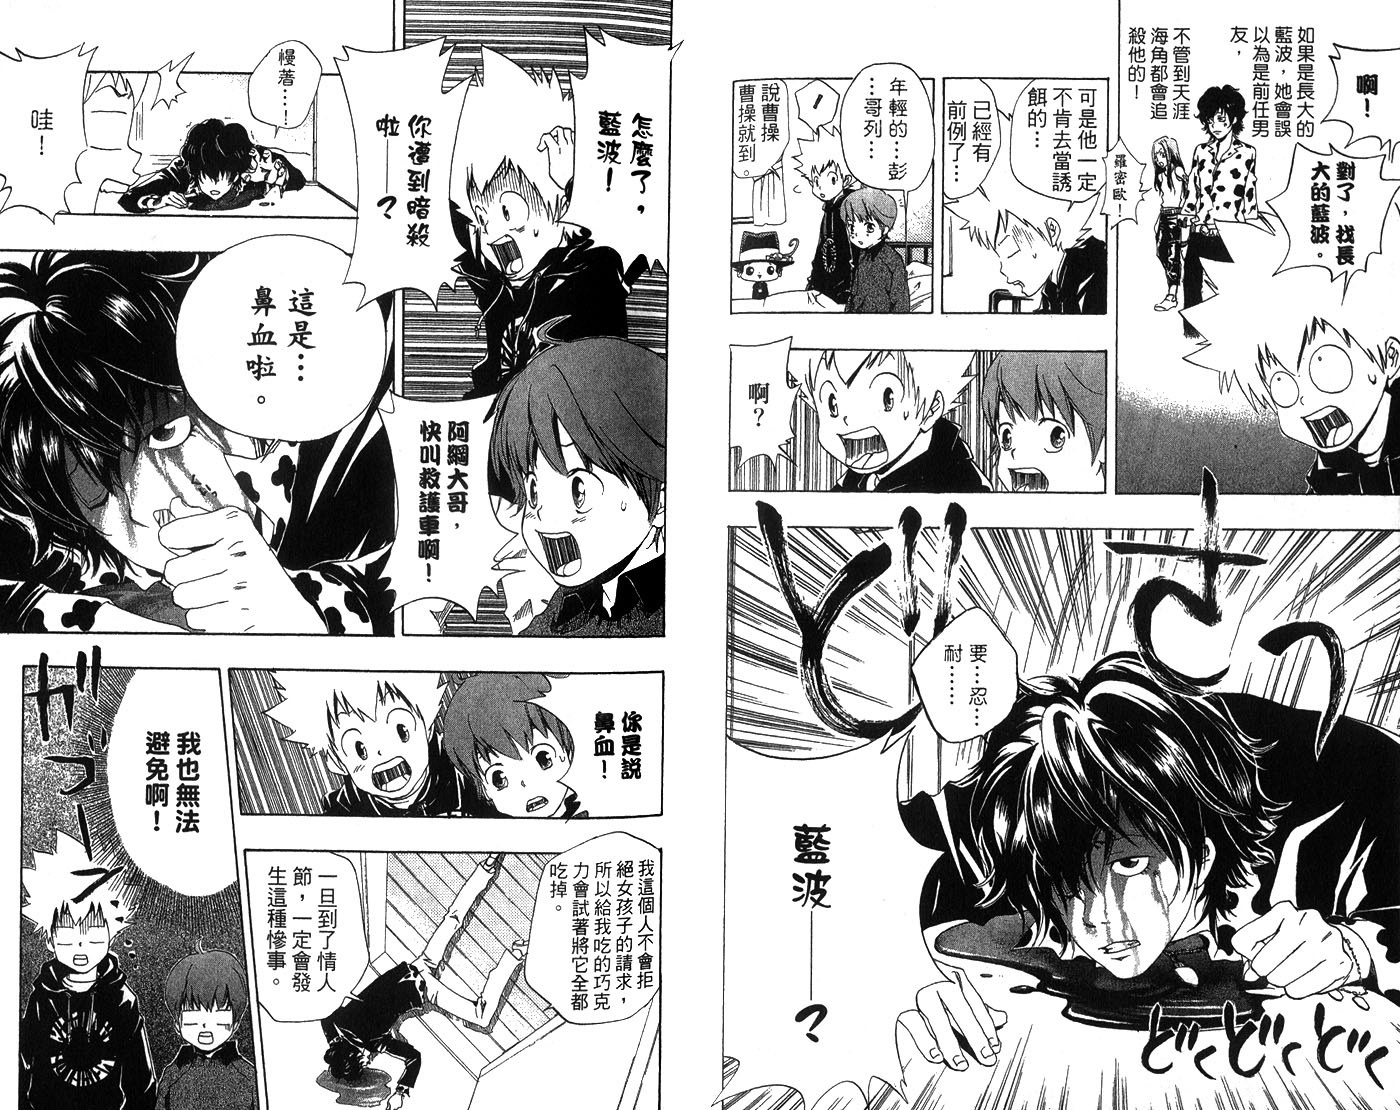 啊！
對了，找長
大的藍波。
如果是長大的
藍波，她會誤
以為是前任男
友，
不管到天涯
海角都會追
殺他的！
羅密歐！
可是他一定
不肯去當誘
餌的…
已經有
前例了…
年輕的…彭
…哥列…
！
說曹操
曹操就到。
啊？
どさっ
要…忍…
耐……
藍波──？
どくどくどく
怎麼了，
藍波！
你遭到暗殺
啦──？
慢著……！
哇！
阿綱大哥，
快叫救護車啊！
這是…
鼻血啦。
你是說
鼻血！
我這個人不會拒
絕女孩子的請求，
所以給我吃的巧克
力會試著將它全都
吃掉。
一旦到了情人
節，一定會發
生這種慘事。
我也無法
避免啊！
ガゴーン